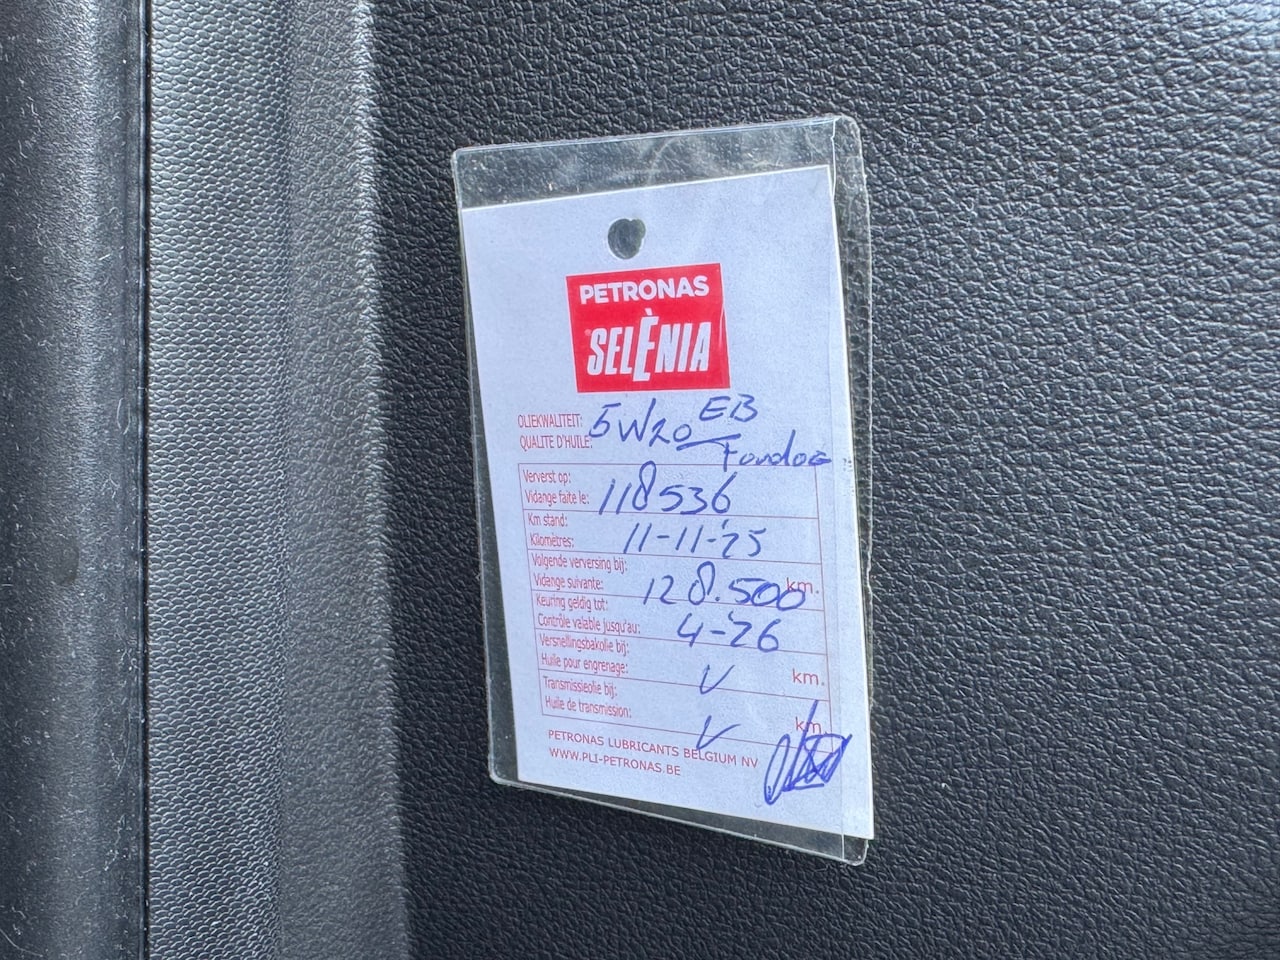 PETRONAS
SELÈNIA
OLIEKWALITEIT: 5W20 EB
QUALITE D'HUILE:
Ververst op:
Vidange faite le: 118536
Km stand:
Kilomètres: 11-11-'25
Volgende verversing bij:
Vidange suivante: 128.500 km.
Keuring geldig tot:
Contrôle valable jusqu'au: 4-'26
Versnellingsbakolie bij:
Huile pour engrenage: V km.
Transmissieolie bij:
Huile de transmission: V km.
PETRONAS LUBRICANTS BELGIUM NV
WWW.PLI-PETRONAS.BE